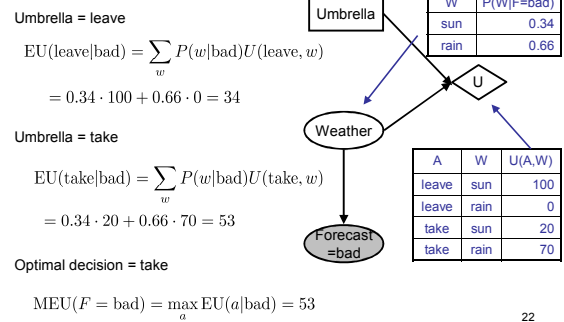 Umbrella = leave
EU(leave|bad) = ∑_w P(w|bad)U(leave, w)
= 0.34 · 100 + 0.66 · 0 = 34
Umbrella = take
EU(take|bad) = ∑_w P(w|bad)U(take, w)
= 0.34 · 20 + 0.66 · 70 = 53
Optimal decision = take
MEU(F = bad) = max_a EU(a|bad) = 53
Umbrella
W P(W|F=bad)
sun 0.34
rain 0.66
U
Weather
A W U(A,W)
leave sun 100
leave rain 0
take sun 20
take rain 70
Forecast
=bad
22